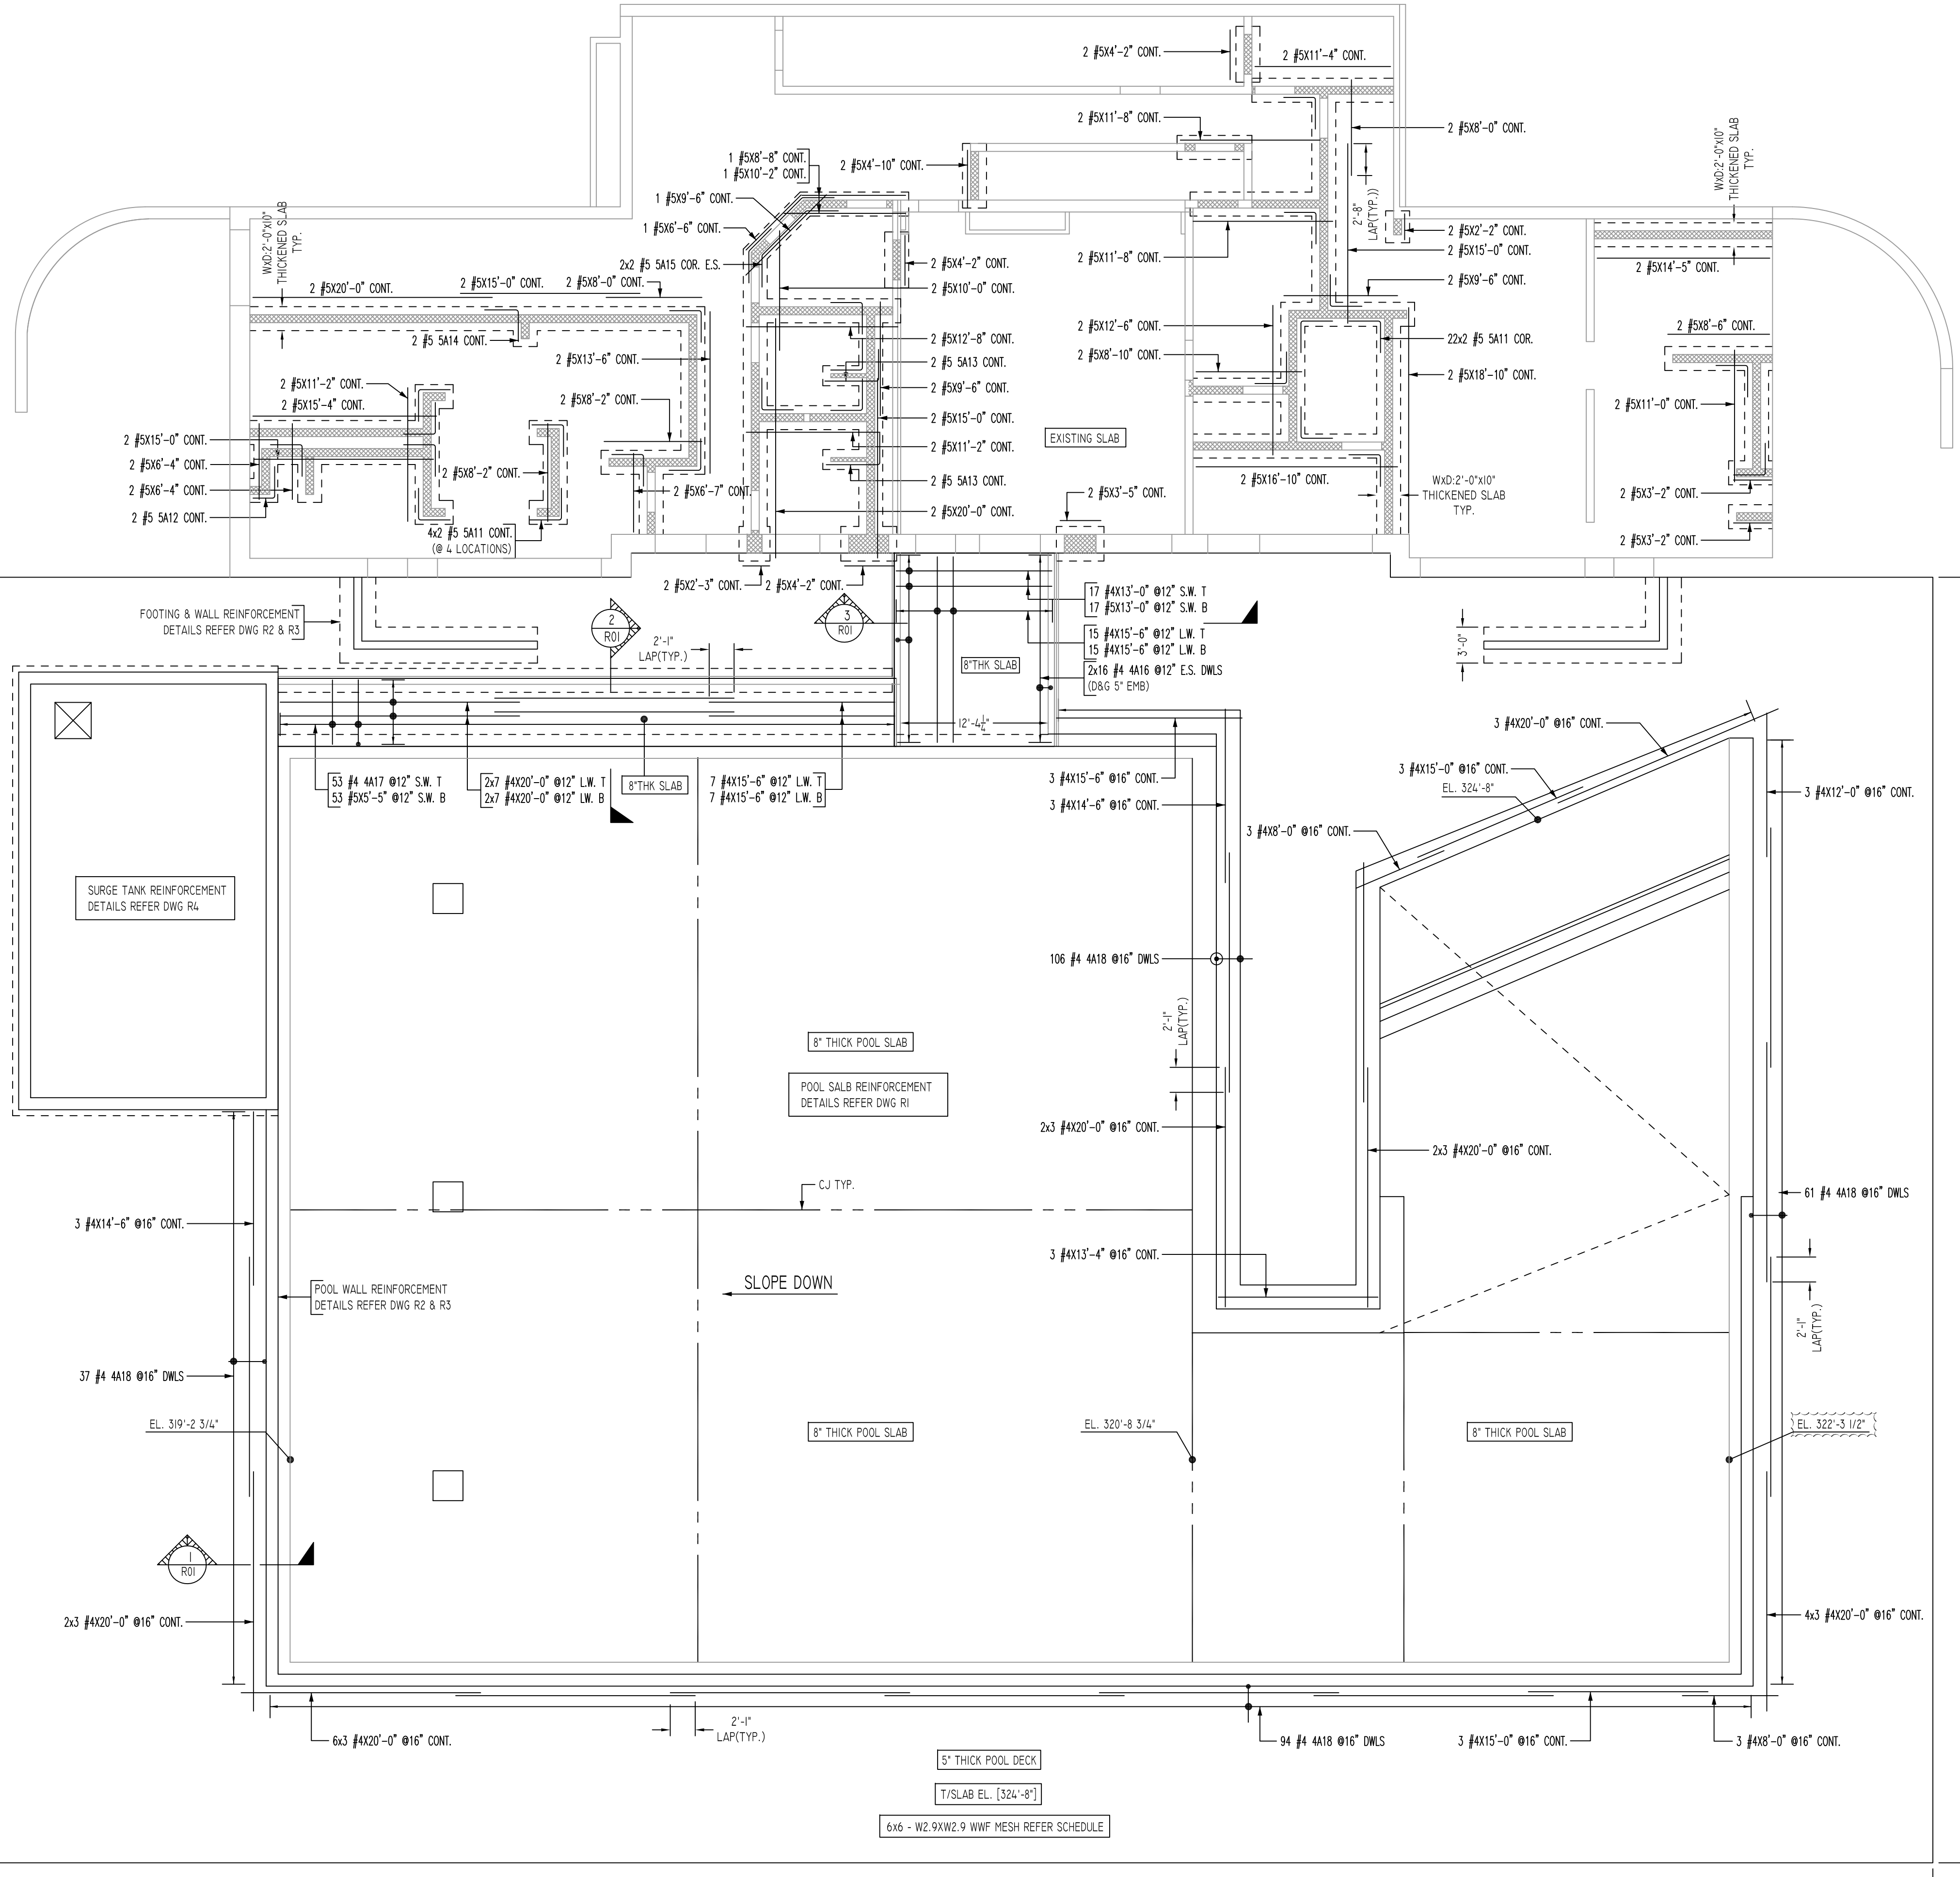 2 #5X4'-2" CONT.
2 #5X11'-4" CONT.
2 #5X11'-8" CONT.
2 #5X8'-0" CONT.
1 #5X8'-8" CONT.
1 #5X10'-2" CONT.
2 #5X4'-10" CONT.
1 #5X9'-6" CONT.
1 #5X6'-6" CONT.
2x2 #5 5A15 COR. E.S.
WxD:2'-0"x10"
THICKENED SLAB
TYP.
2'-8"
LAP(TYP.))
WxD:2'-0"x10"
THICKENED SLAB
TYP.
2 #5X2'-2" CONT.
2 #5X15'-0" CONT.
2 #5X9'-6" CONT.
2 #5X14'-5" CONT.
2 #5X11'-8" CONT.
2 #5X4'-2" CONT.
2 #5X10'-0" CONT.
2 #5X20'-0" CONT.
2 #5X15'-0" CONT.
2 #5X8'-0" CONT.
2 #5 5A14 CONT.
2 #5X13'-6" CONT.
2 #5X12'-8" CONT.
2 #5 5A13 CONT.
2 #5X9'-6" CONT.
2 #5X15'-0" CONT.
2 #5X11'-2" CONT.
2 #5 5A13 CONT.
2 #5X20'-0" CONT.
2 #5X12'-6" CONT.
2 #5X8'-10" CONT.
22x2 #5 5A11 COR.
2 #5X18'-10" CONT.
2 #5X8'-6" CONT.
2 #5X11'-0" CONT.
2 #5X11'-2" CONT.
2 #5X15'-4" CONT.
2 #5X8'-2" CONT.
2 #5X15'-0" CONT.
2 #5X6'-4" CONT.
2 #5X6'-4" CONT.
2 #5 5A12 CONT.
2 #5X8'-2" CONT.
2 #5X6'-7" CONT.
4x2 #5 5A11 CONT.
(@ 4 LOCATIONS)
EXISTING SLAB
2 #5X3'-5" CONT.
2 #5X16'-10" CONT.
WxD:2'-0"x10"
THICKENED SLAB
TYP.
2 #5X3'-2" CONT.
2 #5X3'-2" CONT.
2 #5X2'-3" CONT.
2 #5X4'-2" CONT.
FOOTING & WALL REINFORCEMENT
DETAILS REFER DWG R2 & R3
2
R01
3
R01
2'-1"
LAP(TYP.)
17 #4X13'-0" @12" S.W. T
17 #5X13'-0" @12" S.W. B
15 #4X15'-6" @12" L.W. T
15 #4X15'-6" @12" L.W. B
8"THK SLAB
2x16 #4 4A16 @12" E.S. DWLS
(D&G 5" EMB)
3'-0"
12'-4 1/4"
53 #4 4A17 @12" S.W. T
53 #5X5'-5" @12" S.W. B
2x7 #4X20'-0" @12" L.W. T
2x7 #4X20'-0" @12" LW. B
8"THK SLAB
7 #4X15'-6" @12" L.W. T
7 #4X15'-6" @12" L.W. B
3 #4X15'-6" @16" CONT.
3 #4X14'-6" @16" CONT.
3 #4X20'-0" @16" CONT.
3 #4X15'-0" @16" CONT.
EL. 324'-8"
3 #4X8'-0" @16" CONT.
3 #4X12'-0" @16" CONT.
SURGE TANK REINFORCEMENT
DETAILS REFER DWG R4
106 #4 4A18 @16" DWLS
2'-1"
LAP(TYP.)
8" THICK POOL SLAB
POOL SALB REINFORCEMENT
DETAILS REFER DWG R1
2x3 #4X20'-0" @16" CONT.
2x3 #4X20'-0" @16" CONT.
CJ TYP.
61 #4 4A18 @16" DWLS
3 #4X14'-6" @16" CONT.
3 #4X13'-4" @16" CONT.
POOL WALL REINFORCEMENT
DETAILS REFER DWG R2 & R3
SLOPE DOWN
2'-1"
LAP(TYP.)
37 #4 4A18 @16" DWLS
EL. 319'-2 3/4"
8" THICK POOL SLAB
EL. 320'-8 3/4"
8" THICK POOL SLAB
EL. 322'-3 1/2"
1
R01
2x3 #4X20'-0" @16" CONT.
4x3 #4X20'-0" @16" CONT.
6x3 #4X20'-0" @16" CONT.
2'-1"
LAP(TYP.)
94 #4 4A18 @16" DWLS
3 #4X15'-0" @16" CONT.
3 #4X8'-0" @16" CONT.
5" THICK POOL DECK
T/SLAB EL. [324'-8"]
6x6 - W2.9XW2.9 WWF MESH REFER SCHEDULE